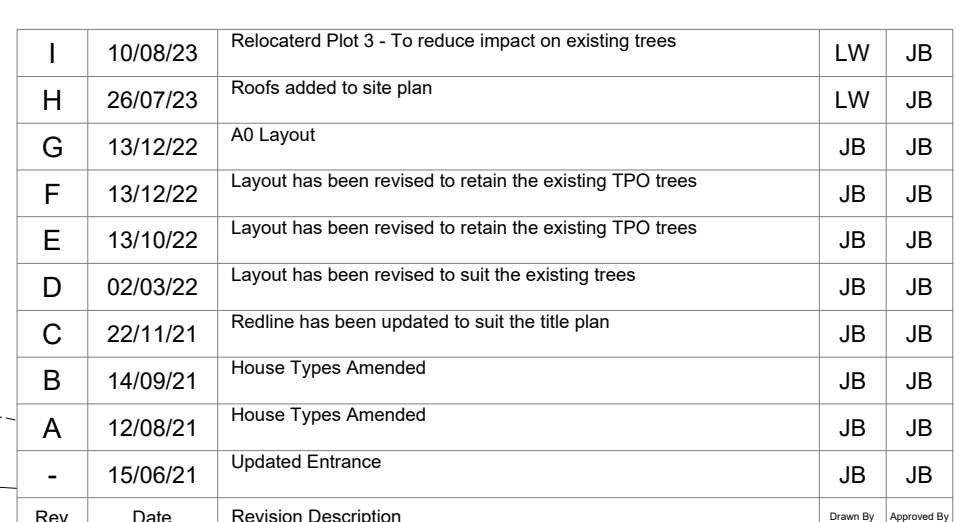 I 10/08/23 Relocaterd Plot 3 - To reduce impact on existing trees LW JB
H 26/07/23 Roofs added to site plan LW JB
G 13/12/22 A0 Layout JB JB
F 13/12/22 Layout has been revised to retain the existing TPO trees JB JB
E 13/10/22 Layout has been revised to retain the existing TPO trees JB JB
D 02/03/22 Layout has been revised to suit the existing trees JB JB
C 22/11/21 Redline has been updated to suit the title plan JB JB
B 14/09/21 House Types Amended JB JB
A 12/08/21 House Types Amended JB JB
- 15/06/21 Updated Entrance JB JB
Rev Date Revision Description Drawn By Approved By